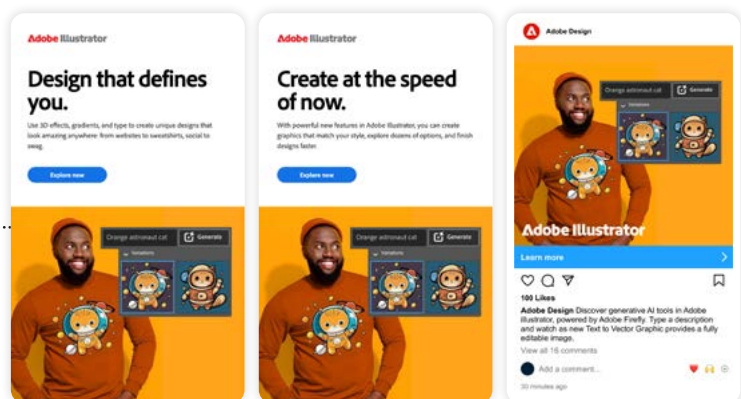 Adobe Illustrator
Design that defines
you.
Use 3D effects, gradients, and type to create unique designs that
look amazing anywhere: from websites to sweatshirts, social to
swag.
Explore now
Orange astronaut cat
Generate
Variations
Adobe Illustrator
Create at the speed
of now.
With powerful new features in Adobe Illustrator, you can create
graphics that match your style, explore dozens of options, and finish
designs faster.
Explore now
Orange astronaut cat
Generate
Variations
Adobe Design
Orange astronaut cat
Generate
Variations
Adobe Illustrator
Learn more
100 Likes
Adobe Design Discover generative AI tools in Adobe
Illustrator, powered by Adobe Firefly. Type a description
and watch as new Text to Vector Graphic provides a fully
editable image.
View all 16 comments
Add a comment...
30 minutes ago